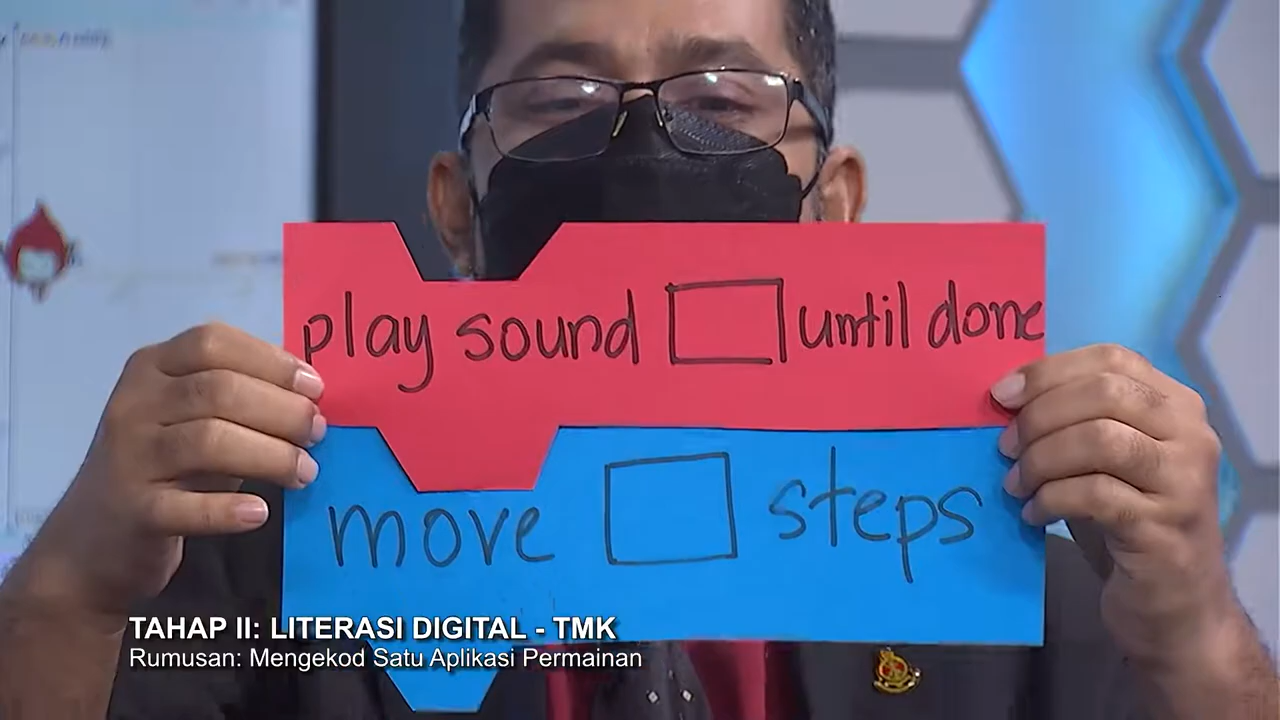 play sound until done
move steps
TAHAP II: LITERASI DIGITAL - TMK
Rumusan: Mengekod Satu Aplikasi Permainan